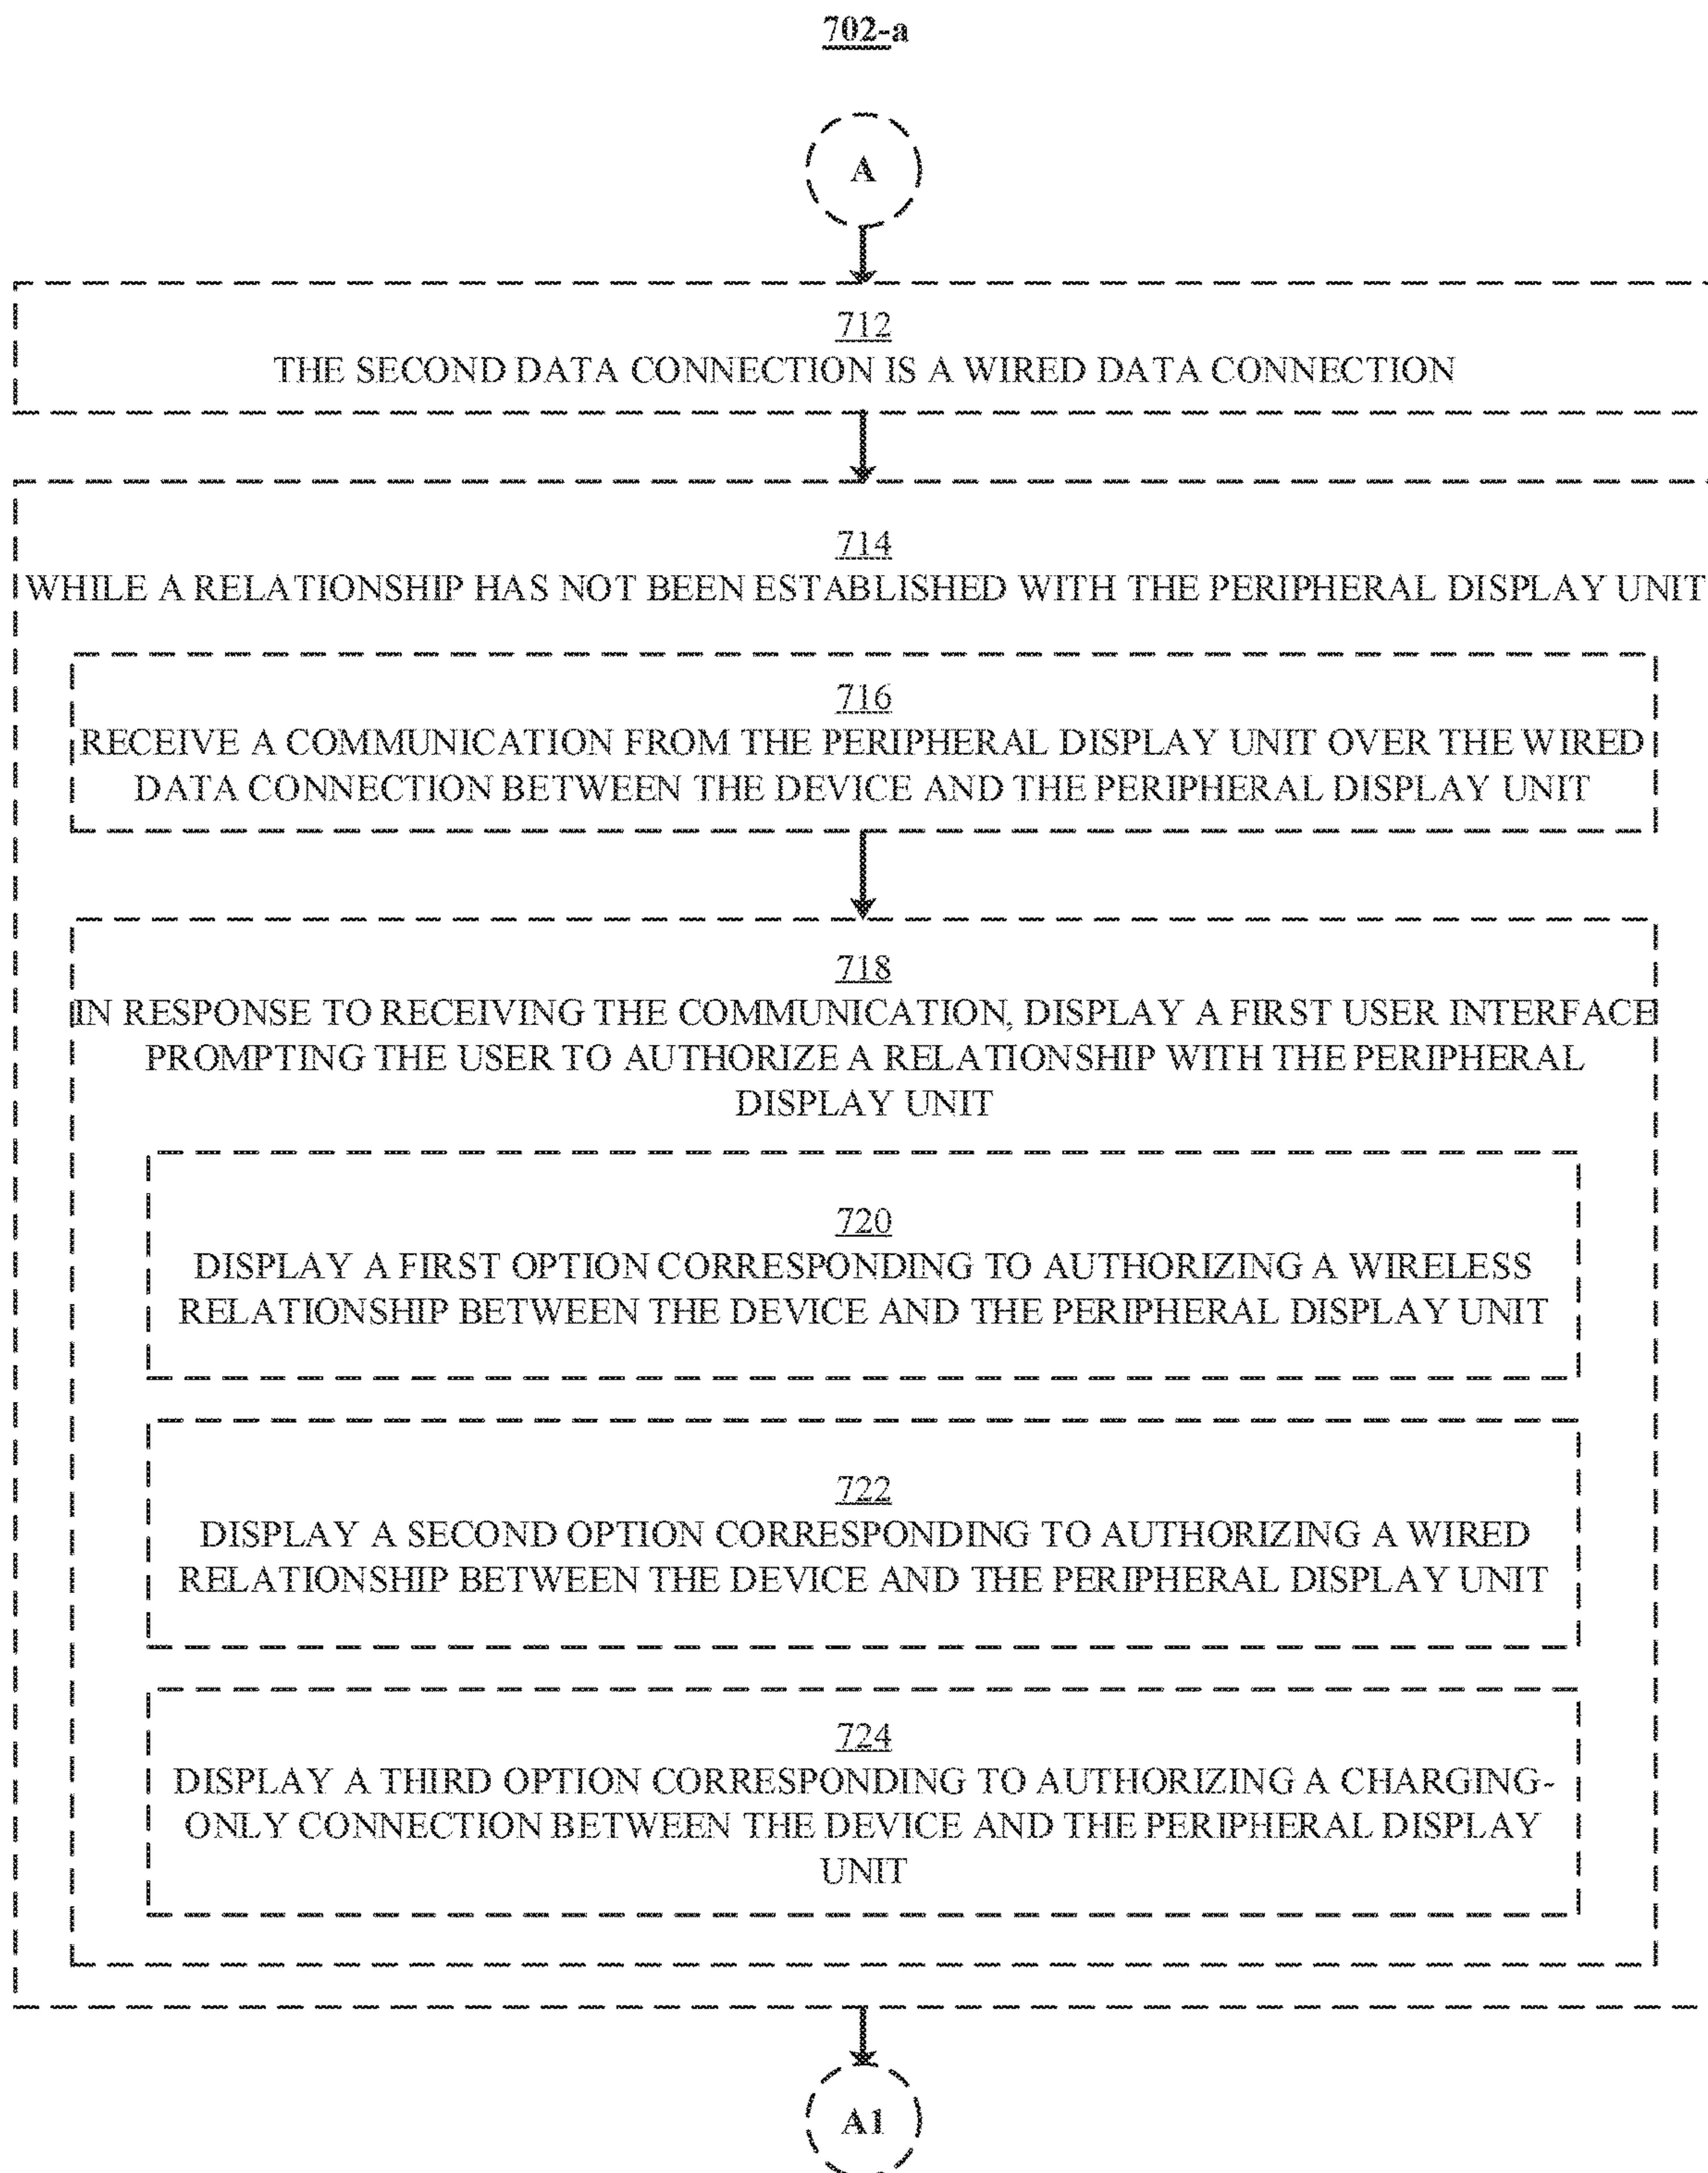 702-a
A
712
THE SECOND DATA CONNECTION IS A WIRED DATA CONNECTION
714
WHILE A RELATIONSHIP HAS NOT BEEN ESTABLISHED WITH THE PERIPHERAL DISPLAY UNIT
716
RECEIVE A COMMUNICATION FROM THE PERIPHERAL DISPLAY UNIT OVER THE WIRED
DATA CONNECTION BETWEEN THE DEVICE AND THE PERIPHERAL DISPLAY UNIT
718
IN RESPONSE TO RECEIVING THE COMMUNICATION, DISPLAY A FIRST USER INTERFACE
PROMPTING THE USER TO AUTHORIZE A RELATIONSHIP WITH THE PERIPHERAL
DISPLAY UNIT
720
DISPLAY A FIRST OPTION CORRESPONDING TO AUTHORIZING A WIRELESS
RELATIONSHIP BETWEEN THE DEVICE AND THE PERIPHERAL DISPLAY UNIT
722
DISPLAY A SECOND OPTION CORRESPONDING TO AUTHORIZING A WIRED
RELATIONSHIP BETWEEN THE DEVICE AND THE PERIPHERAL DISPLAY UNIT
724
DISPLAY A THIRD OPTION CORRESPONDING TO AUTHORIZING A CHARGING-
ONLY CONNECTION BETWEEN THE DEVICE AND THE PERIPHERAL DISPLAY
UNIT
A1